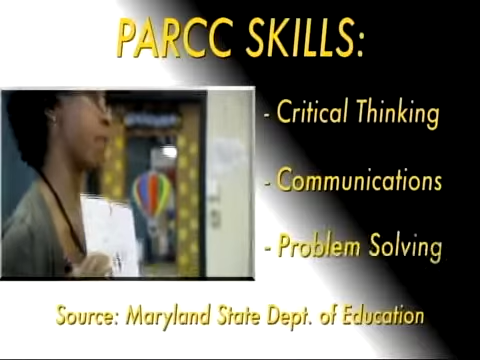 PARCC SKILLS:
- Critical Thinking
- Communications
- Problem Solving
Source: Maryland State Dept. of Education